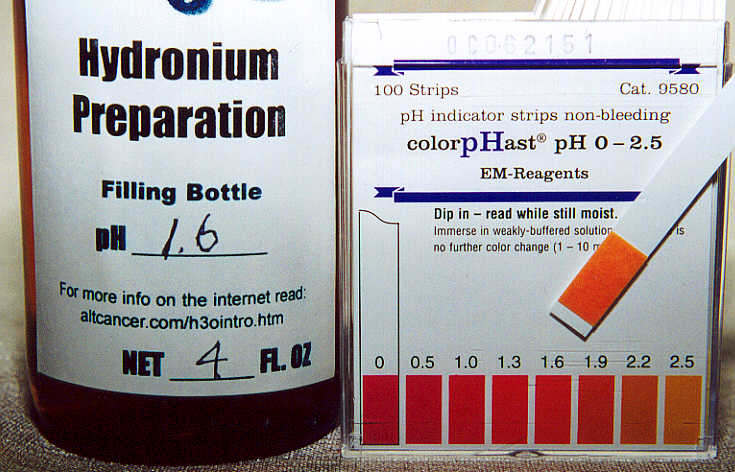 Hydronium
Preparation
Filling Bottle
pH 1.6
For more info on the internet read:
altcancer.com/h3ointro.htm
NET 4 FL. OZ
100 Strips Cat. 9580
pH indicator strips non-bleeding
colorpHast® pH 0 – 2.5
EM-Reagents
Dip in – read while still moist.
Immerse in weakly-buffered solution is
no further color change (1 – 10
0 0.5 1.0 1.3 1.6 1.9 2.2 2.5